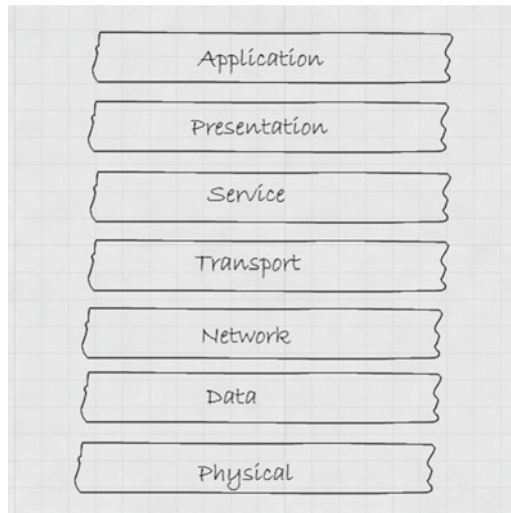 Application
Presentation
Service
Transport
Network
Data
Physical